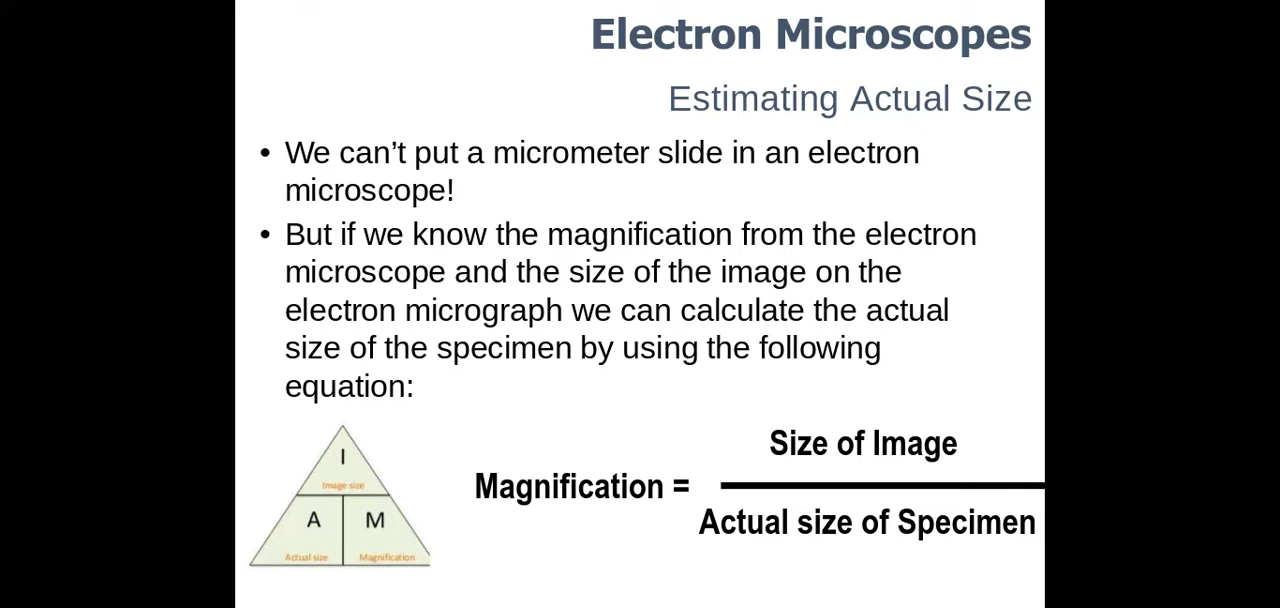 Electron Microscopes
Estimating Actual Size
• We can’t put a micrometer slide in an electron
microscope!
• But if we know the magnification from the electron
microscope and the size of the image on the
electron micrograph we can calculate the actual
size of the specimen by using the following
equation:
I
Image size
A
M
Actual size
Magnification
Magnification =
Size of Image
Actual size of Specimen